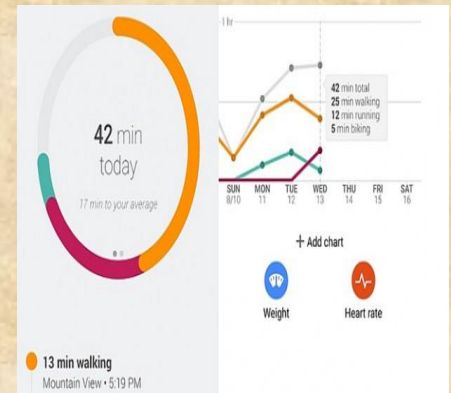 42 min
today
17 min to your average
13 min walking
Mountain View • 5:19 PM
1 hr
42 min total
25 min walking
12 min running
5 min biking
SUN MON TUE WED THU FRI SAT
8/10 11 12 13 14 15 16
+ Add chart
Weight Heart rate